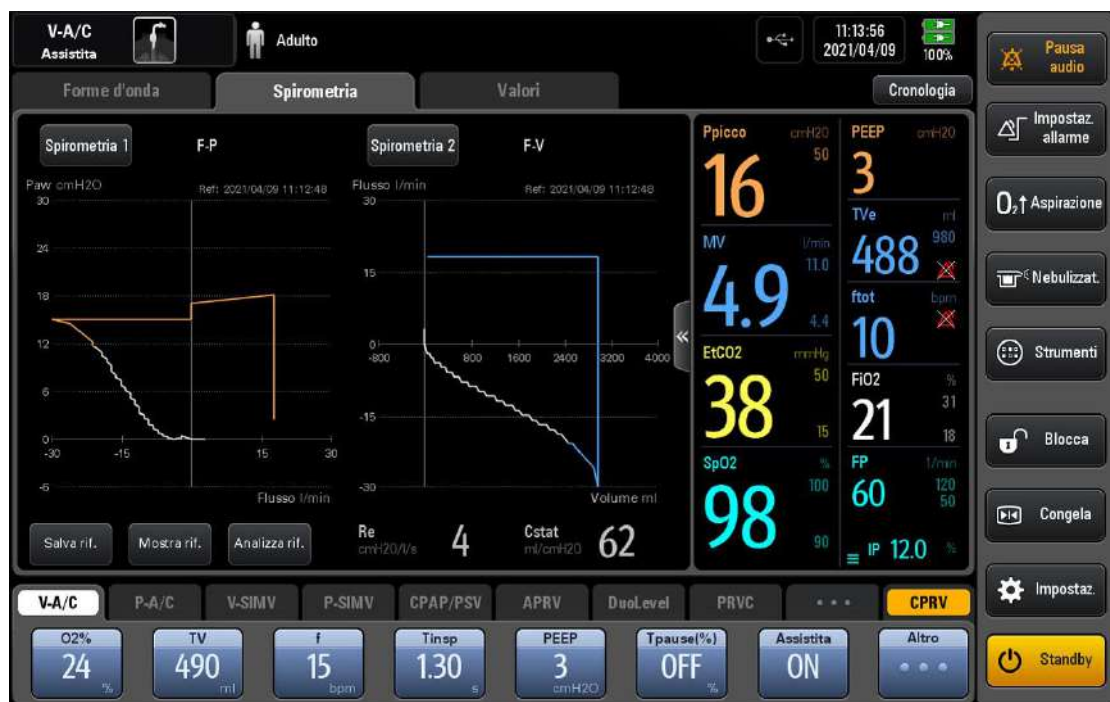 V-A/C
Assistita
Adulto
11:13:56
2021/04/09
100%
Pausa
audio
Forme d'onda
Spirometria
Valori
Cronologia
Impostaz.
allarme
Spirometria 1
F-P
Spirometria 2
F-V
Paw cmH2O
Ref: 2021/04/09 11:12:48
Flusso l/min
Ref: 2021/04/09 11:12:48
30
24
18
12
6
0
-6
-30
-15
15
30
Flusso l/min
30
15
0
-15
-30
-800
800
1600
2400
3200
4000
Volume ml
Ppicco
cmH20
16
50
PEEP
cmH20
3
MV
l/min
4.9
11.0
4.4
TVe
ml
488
980
ftot
bpm
10
EtCO2
mmHg
38
50
15
FiO2
%
21
31
18
SpO2
%
98
100
90
FP
1/min
60
120
50
IP 12.0 %
O2↑ Aspirazione
Nebulizzat.
Strumenti
Blocca
Congela
Impostaz.
Standby
Salva rif.
Mostra rif.
Analizza rif.
Re
cmH20/l/s
4
Cstat
ml/cmH20
62
V-A/C
P-A/C
V-SIMV
P-SIMV
CPAP/PSV
APRV
DuoLevel
PRVC
• • •
CPRV
O2%
24
%
TV
490
ml
f
15
bpm
Tinsp
1.30
s
PEEP
3
cmH2O
Tpause(%)
OFF
%
Assistita
ON
Altro
• • •